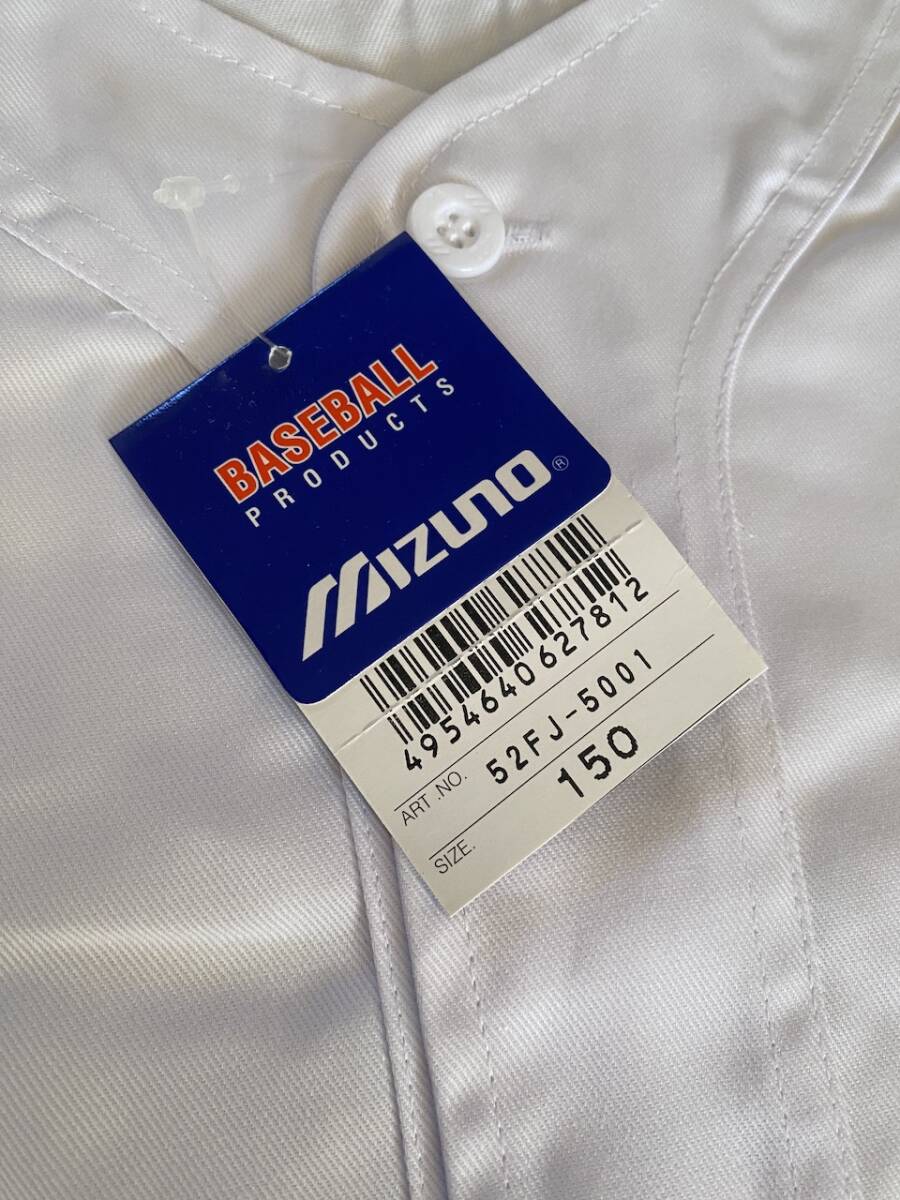 BASEBALL
PRODUCTS
MIZUNO ®
4954640627812
ART .NO. 52FJ-5001
SIZE. 150